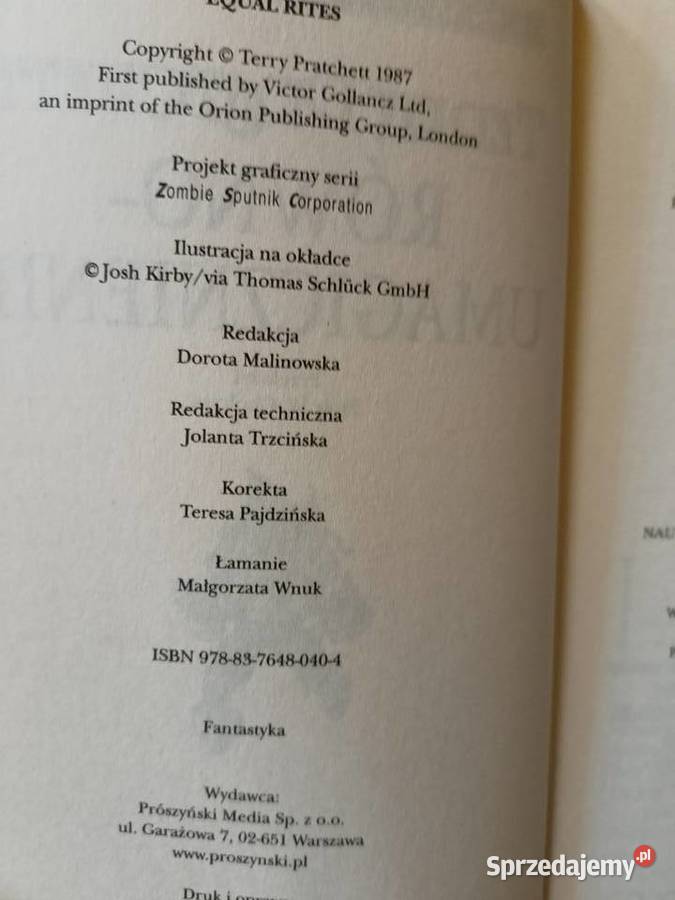 EQUAL RITES
Copyright © Terry Pratchett 1987
First published by Victor Gollancz Ltd,
an imprint of the Orion Publishing Group, London
Projekt graficzny serii
Zombie Sputnik Corporation
Ilustracja na okładce
©Josh Kirby/via Thomas Schlück GmbH
Redakcja
Dorota Malinowska
Redakcja techniczna
Jolanta Trzcińska
Korekta
Teresa Pajdzińska
Łamanie
Małgorzata Wnuk
ISBN 978-83-7648-040-4
Fantastyka
Wydawca:
Prószyński Media Sp. z o.o.
ul. Garażowa 7, 02-651 Warszawa
www.proszynski.pl
Druk i
NAU
Sprzedajemy.pl